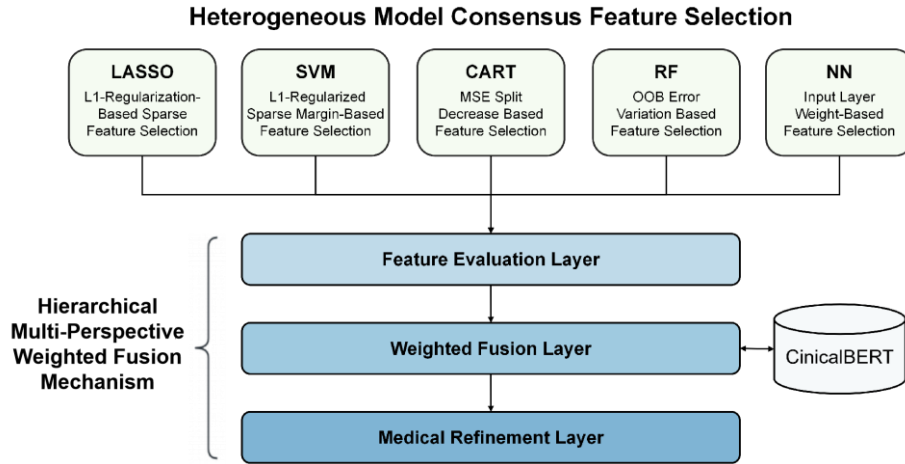 Heterogeneous Model Consensus Feature Selection
LASSO
L1-Regularization-
Based Sparse
Feature Selection
SVM
L1-Regularized
Sparse Margin-Based
Feature Selection
CART
MSE Split
Decrease Based
Feature Selection
RF
OOB Error
Variation Based
Feature Selection
NN
Input Layer
Weight-Based
Feature Selection
Hierarchical
Multi-Perspective
Weighted Fusion
Mechanism
Feature Evaluation Layer
Weighted Fusion Layer
CinicalBERT
Medical Refinement Layer